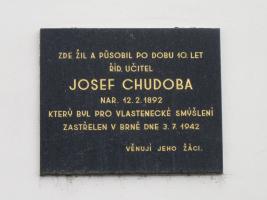 ZDE ŽIL A PŮSOBIL PO DOBU 10. LET
ŘÍD. UČITEL
JOSEF CHUDOBA
NAR. 12.2.1892
KTERÝ BYL PRO VLASTENECKÉ SMÝŠLENÍ
ZASTŘELEN V BRNĚ DNE 3.7.1942
VĚNUJÍ JEHO ŽÁCI.